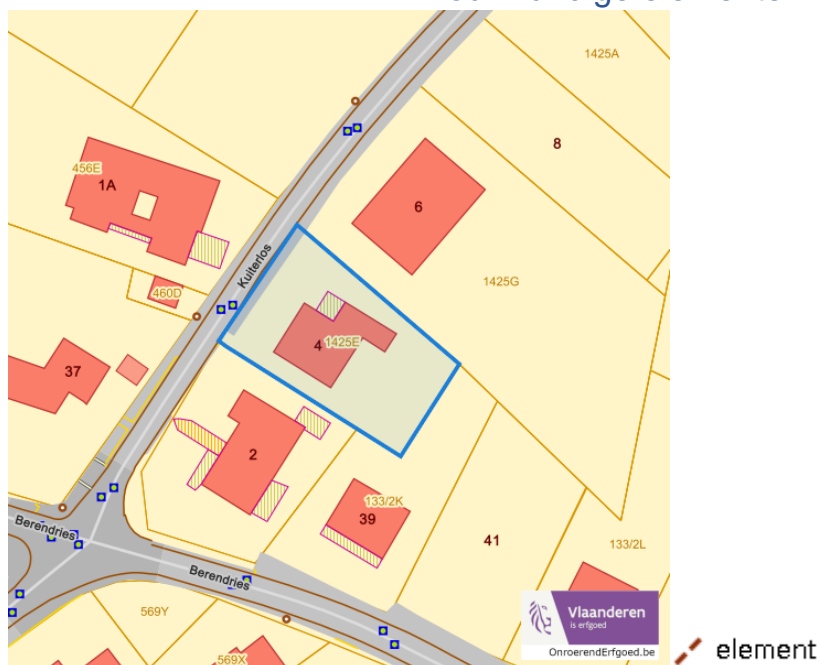 1425A
8
456E
1A
6
Kuiterlos
1425G
460D
4
1425E
37
2
133/2K
39
41
133/2L
Berendries
Berendries
569Y
569X
Vlaanderen
is erfgoed
OnroerendErfgoed.be
element